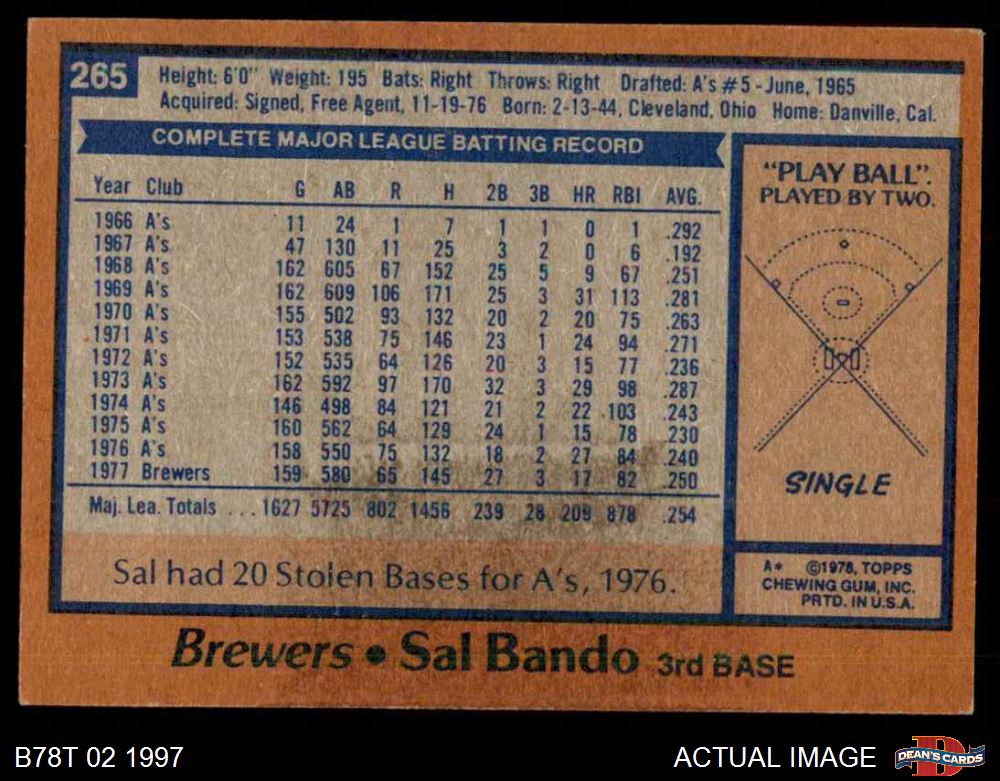 265
Height: 6'0" Weight: 195 Bats: Right Throws: Right Drafted: A's #5 - June, 1965
Acquired: Signed, Free Agent, 11-19-76 Born: 2-13-44, Cleveland, Ohio Home: Danville, Cal.
COMPLETE MAJOR LEAGUE BATTING RECORD
Year Club G AB R H 2B 3B HR RBI AVG.
1966 A's 11 24 1 7 1 1 0 1 .292
1967 A's 47 130 11 25 3 2 0 6 .192
1968 A's 162 605 67 152 25 5 9 67 .251
1969 A's 162 609 106 171 25 3 31 113 .281
1970 A's 155 502 93 132 20 2 20 75 .263
1971 A's 153 538 75 146 23 1 24 94 .271
1972 A's 152 535 64 126 20 3 15 77 .236
1973 A's 162 592 97 170 32 3 29 98 .287
1974 A's 146 498 84 121 21 2 22 103 .243
1975 A's 160 562 64 129 24 1 15 78 .230
1976 A's 158 550 75 132 18 2 27 84 .240
1977 Brewers 159 580 65 145 27 3 17 82 .250
Maj. Lea. Totals ... 1627 5725 802 1456 239 28 209 878 .254
Sal had 20 Stolen Bases for A's, 1976.
"PLAY BALL".
PLAYED BY TWO.
SINGLE
A* ©1978, TOPPS
CHEWING GUM, INC.
PRTD. IN U.S.A.
Brewers • Sal Bando 3rd BASE
B78T 02 1997
ACTUAL IMAGE
D
DEAN'S CARDS